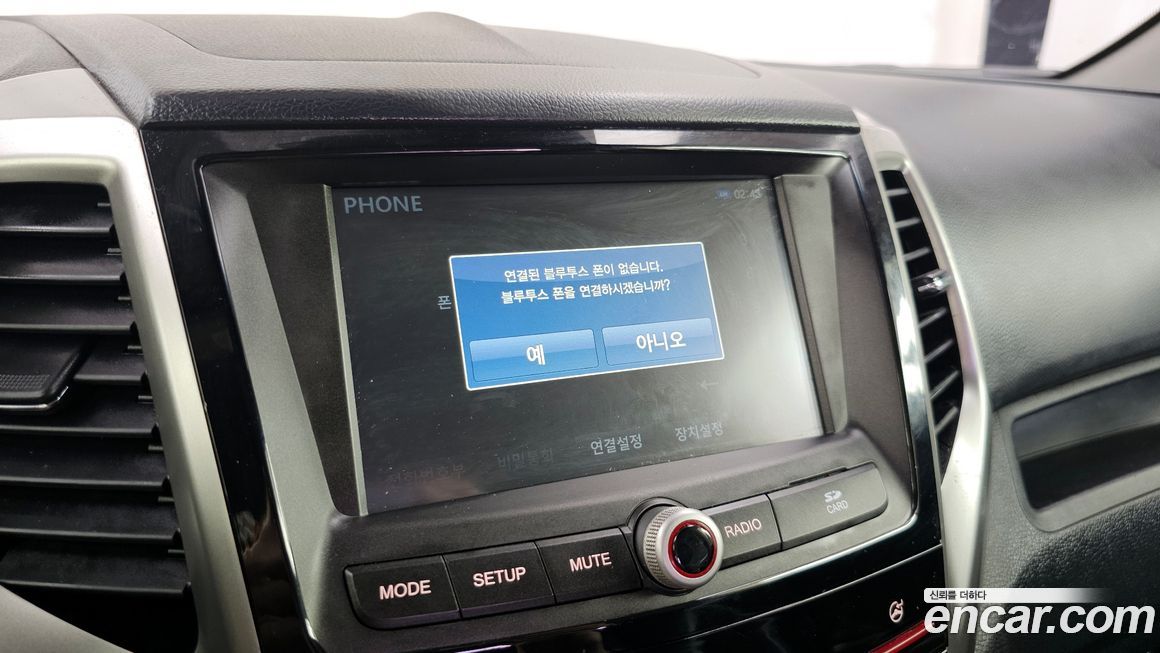 PHONE
AM 02:43
연결된 블루투스 폰이 없습니다.
블루투스 폰을 연결하시겠습니까?
폰
예
아니오
비밀통화
연결설정
장치설정
MODE
SETUP
MUTE
RADIO
SD
CARD
신뢰를 더하다
encar.com